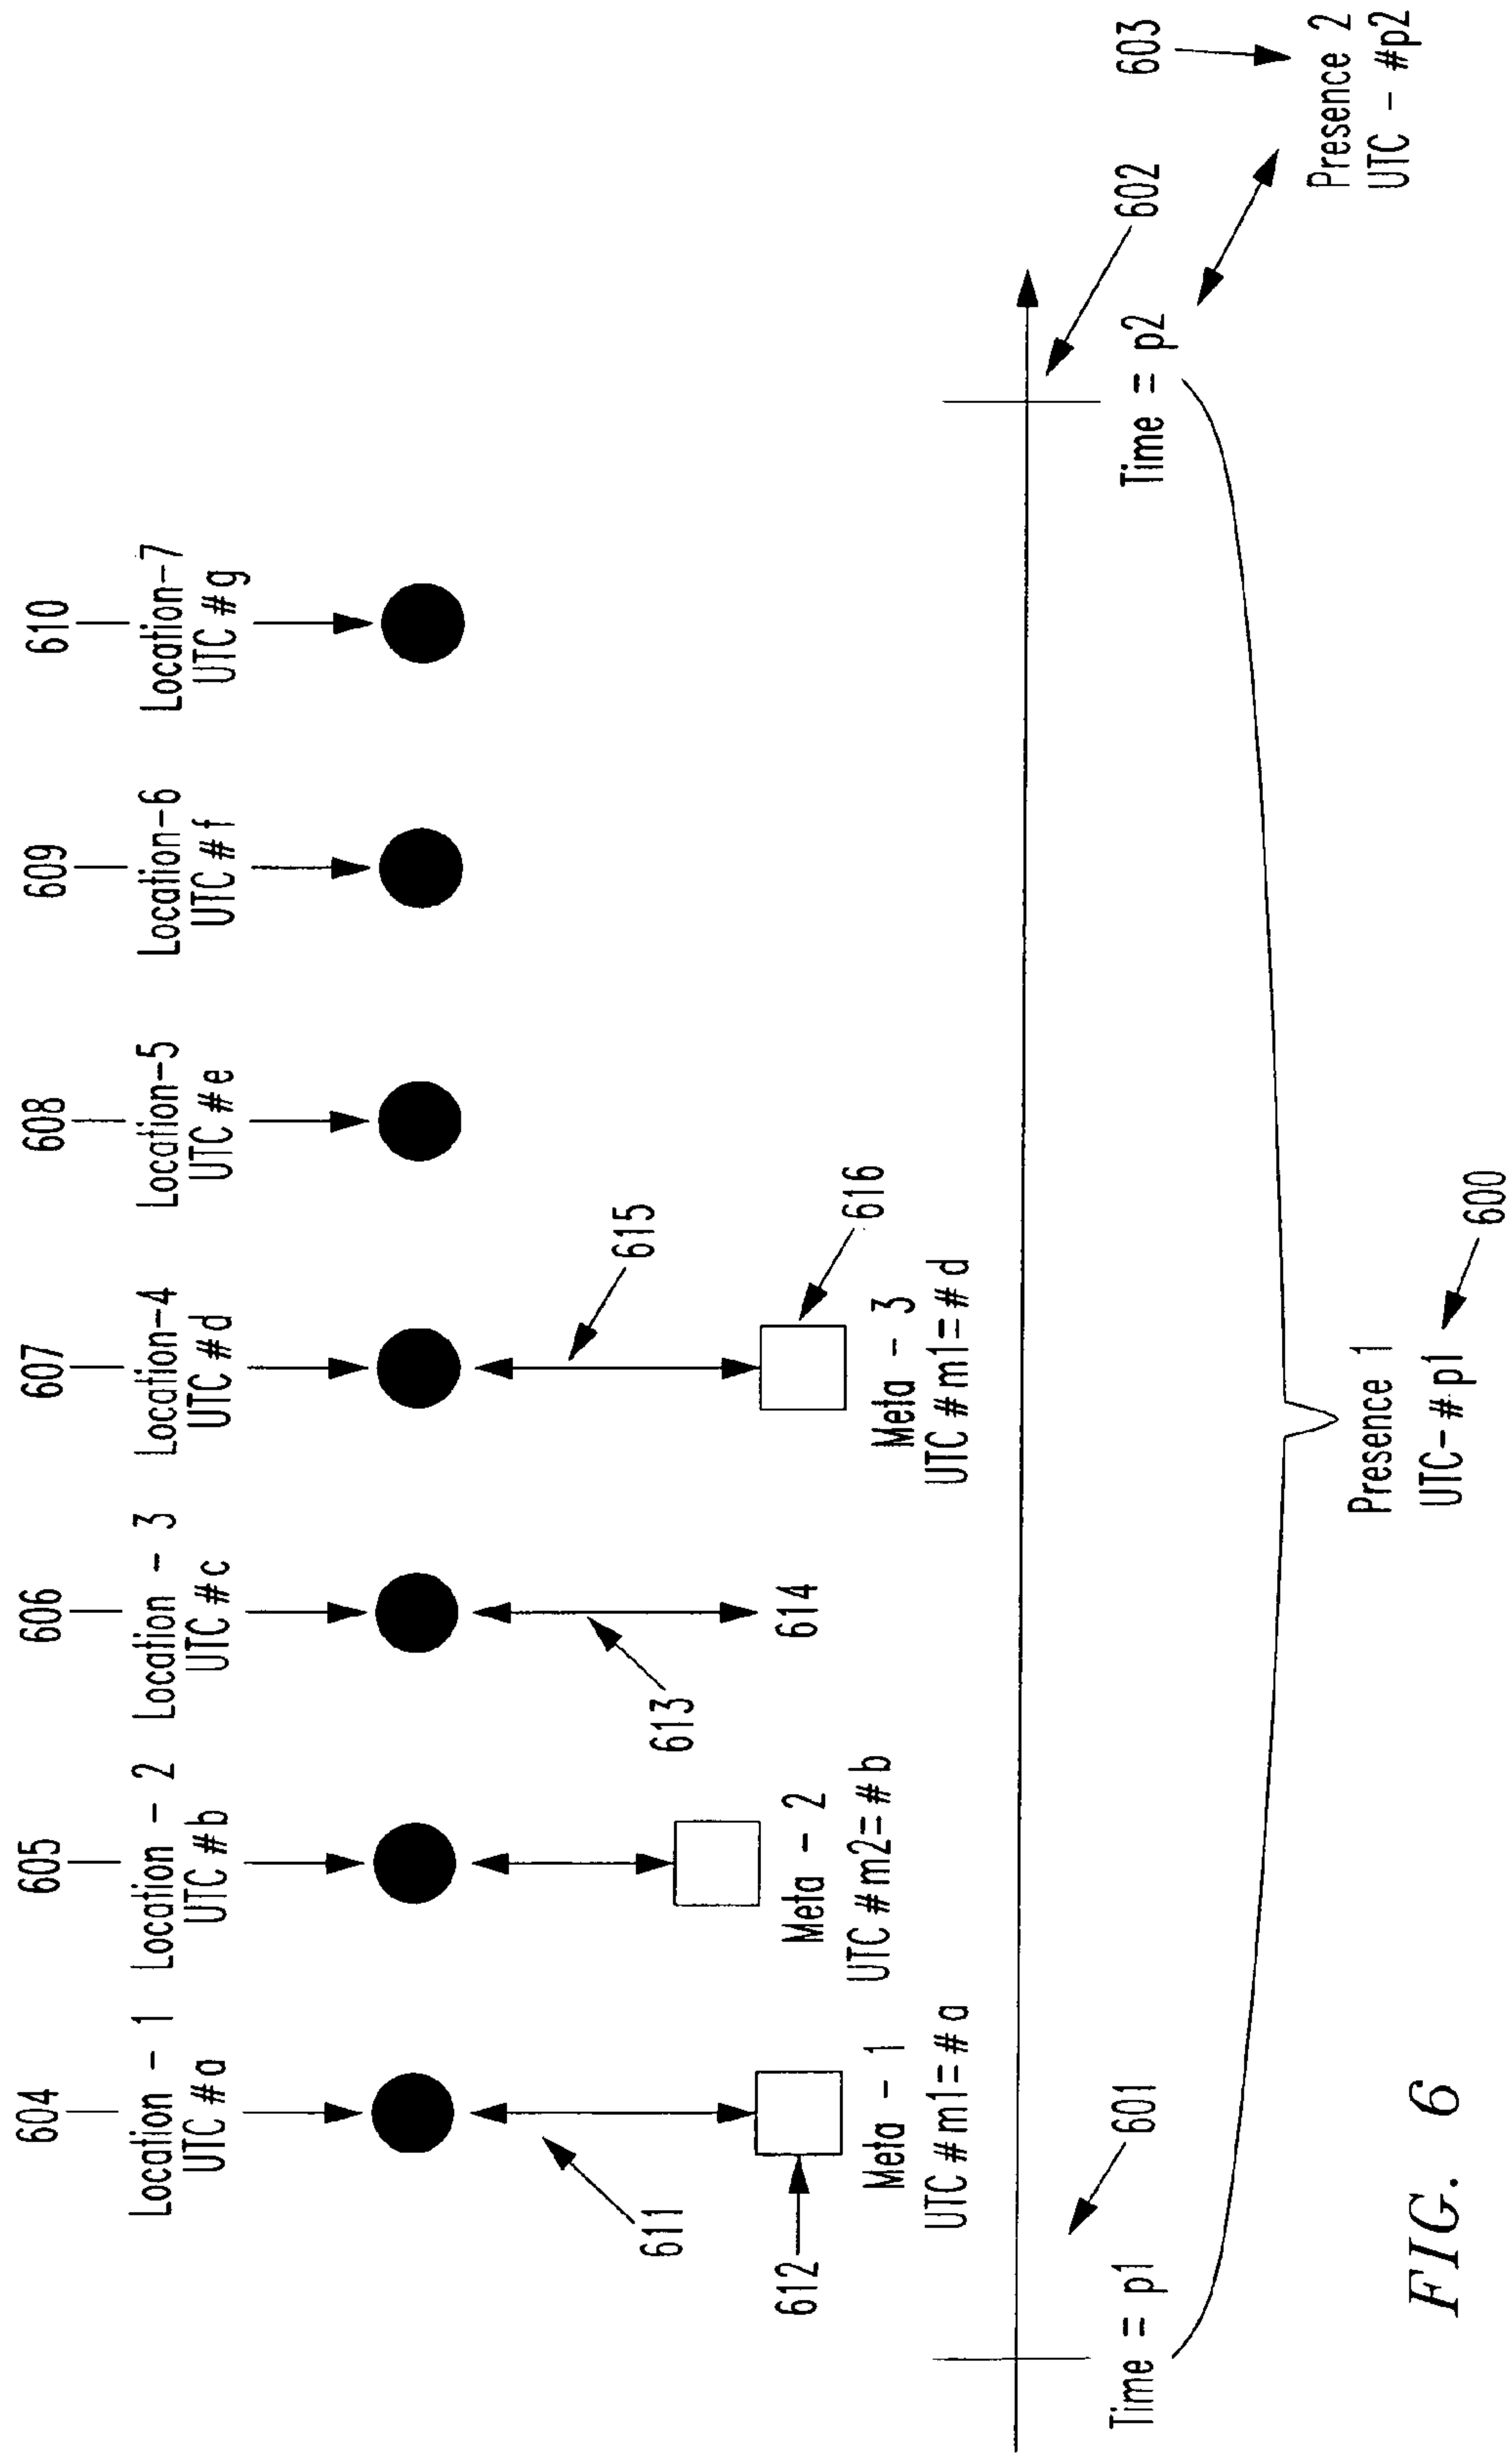 604
605
606
607
608
609
610
Location - 1
UTC # a
Location - 2
UTC # b
Location - 3
UTC # c
Location-4
UTC # d
Location-5
UTC # e
Location-6
UTC # f
Location-7
UTC # g
611
613
615
612
614
616
Meta - 1
UTC # m1 = # a
Meta - 2
UTC # m2 = # b
Meta - 3
UTC # m1 = # d
601
602
603
Time = p1
Time = p2
Presence 2
UTC - #p2
Presence 1
UTC-# p1
600
FIG. 6